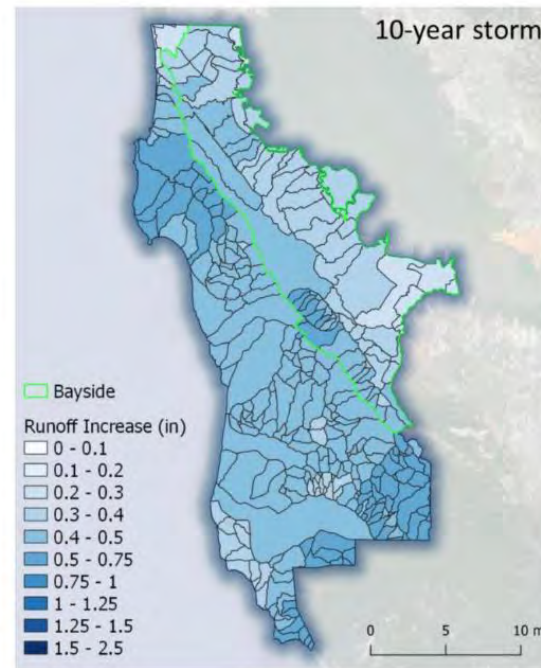 10-year storm
Bayside
Runoff Increase (in)
0 - 0.1
0.1 - 0.2
0.2 - 0.3
0.3 - 0.4
0.4 - 0.5
0.5 - 0.75
0.75 - 1
1 - 1.25
1.25 - 1.5
1.5 - 2.5
0 5 10 m